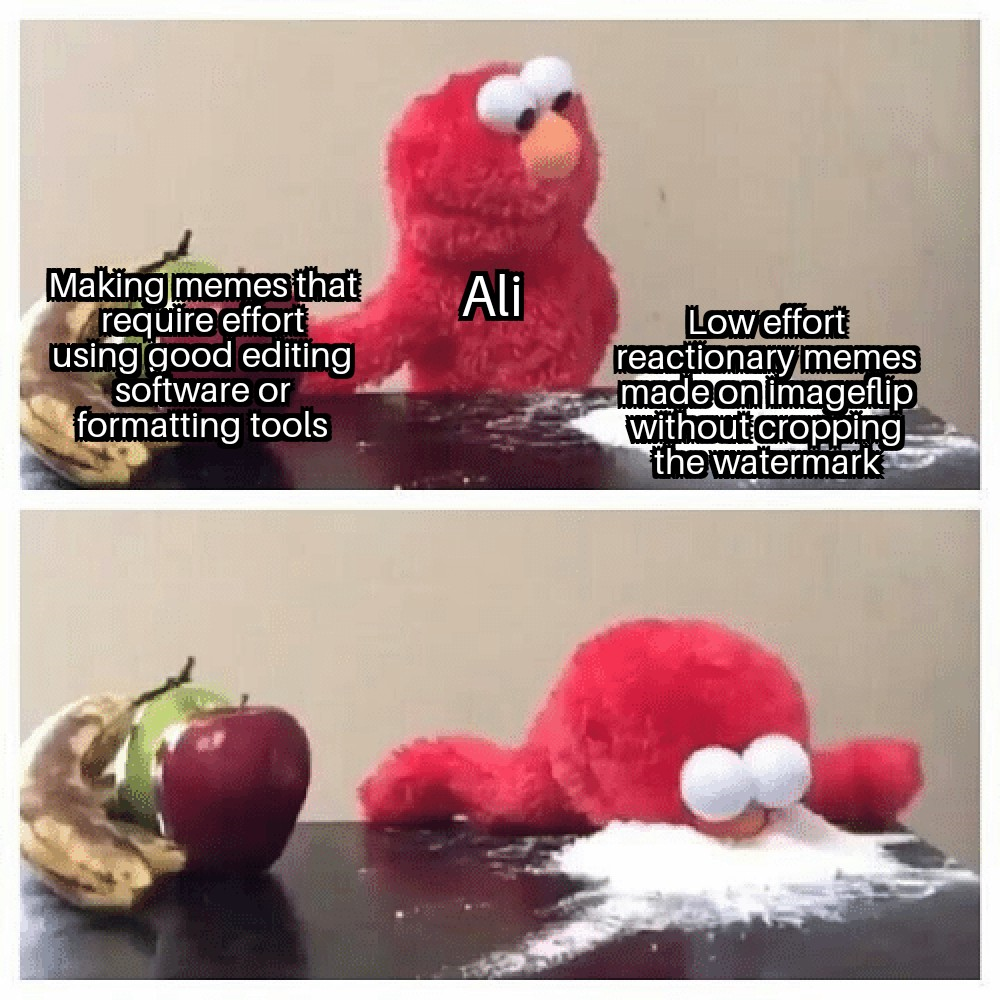 Making memes that
require effort
using good editing
software or
formatting tools
Ali
Low effort
reactionary memes
made on imageflip
without cropping
the watermark